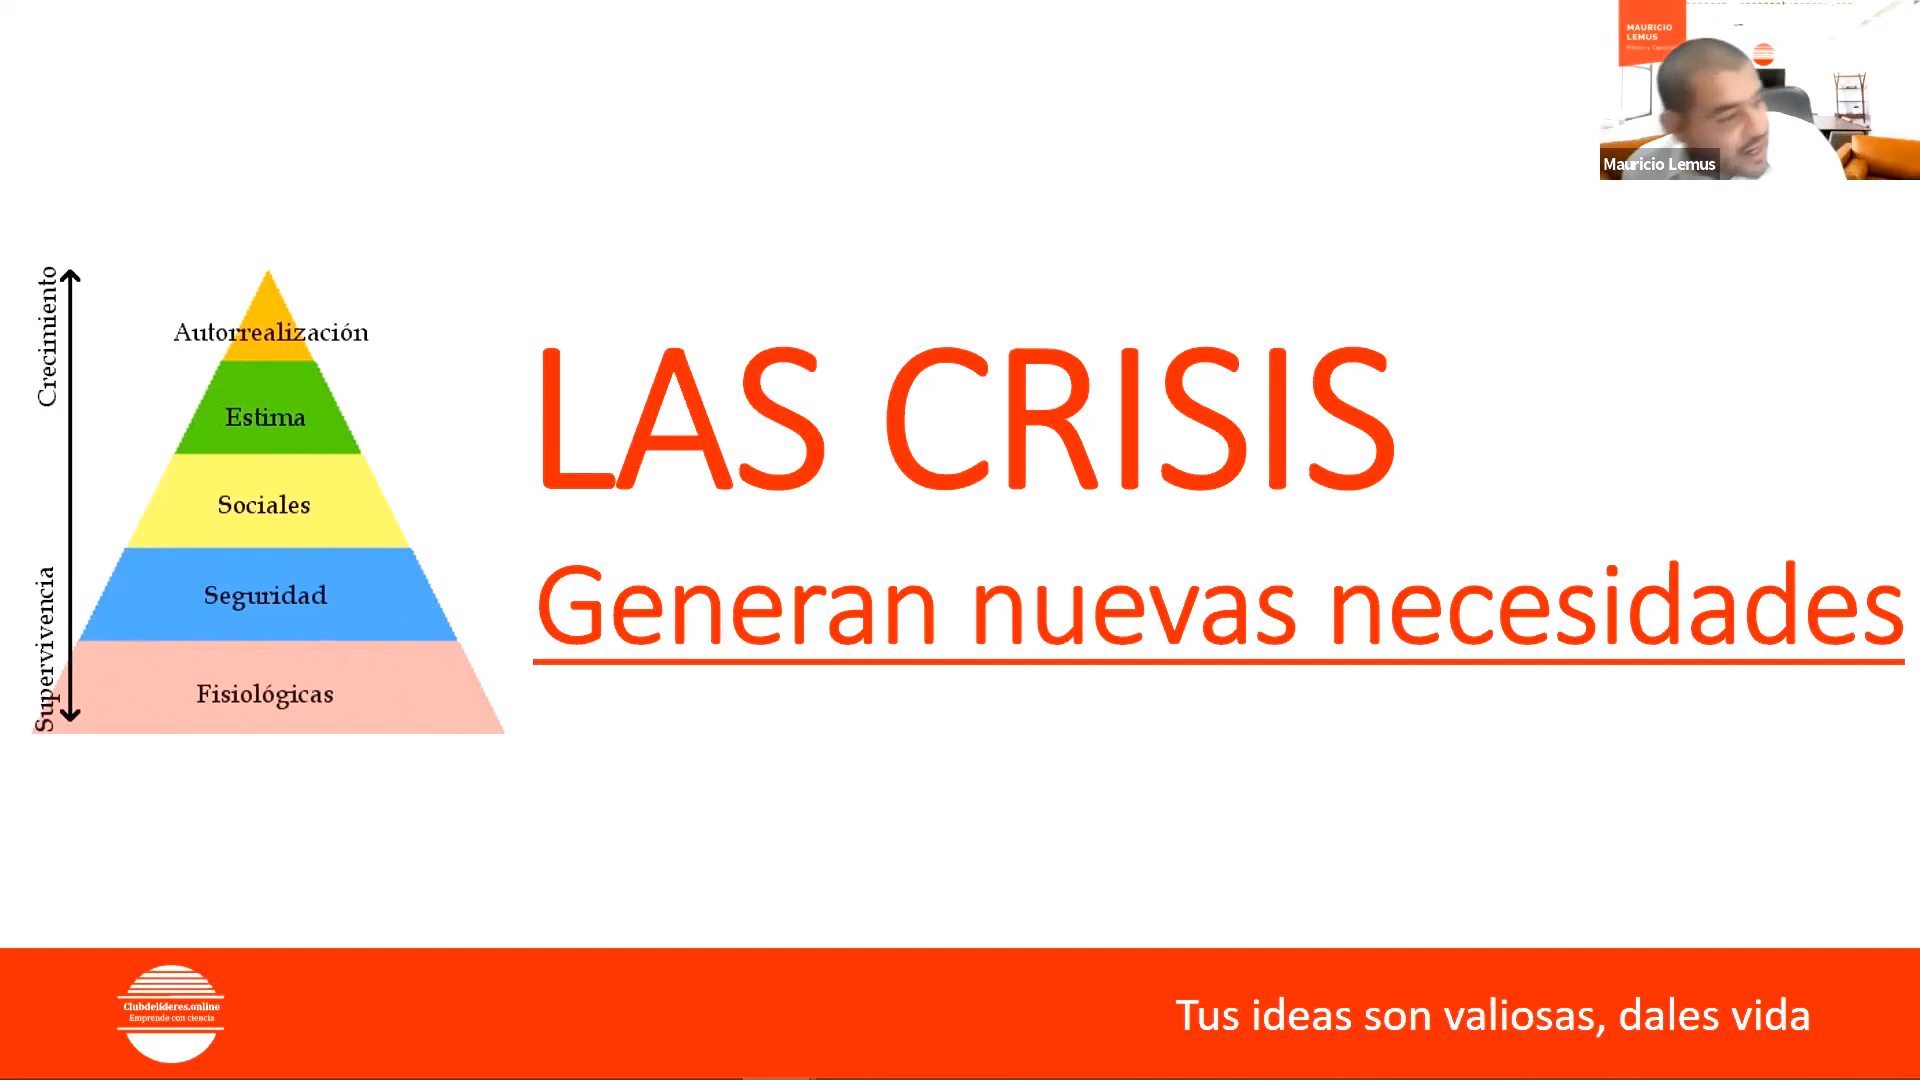 MAURICIO
LEMUS
Mauricio Lemus
Crecimiento
Supervivencia
Autorrealización
Estima
Sociales
Seguridad
Fisiológicas
LAS CRISIS
Generan nuevas necesidades
Clubdelideres.online
Emprende con ciencia
Tus ideas son valiosas, dales vida